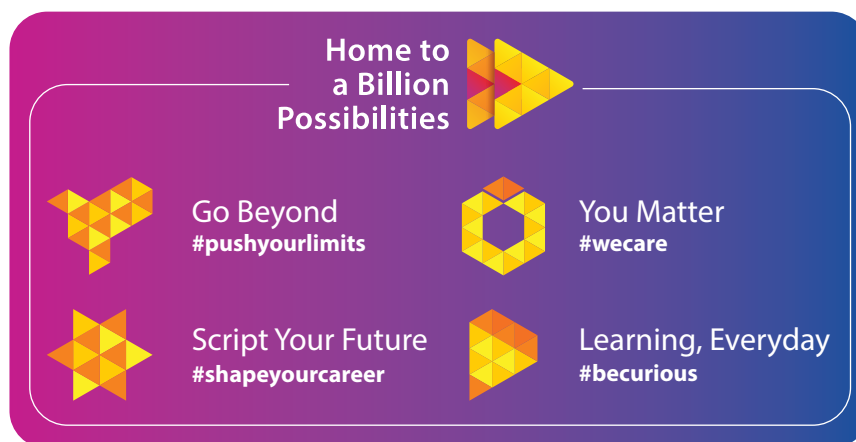 Home to
a Billion
Possibilities
Go Beyond
#pushyourlimits
You Matter
#wecare
Script Your Future
#shapeyourcareer
Learning, Everyday
#becurious